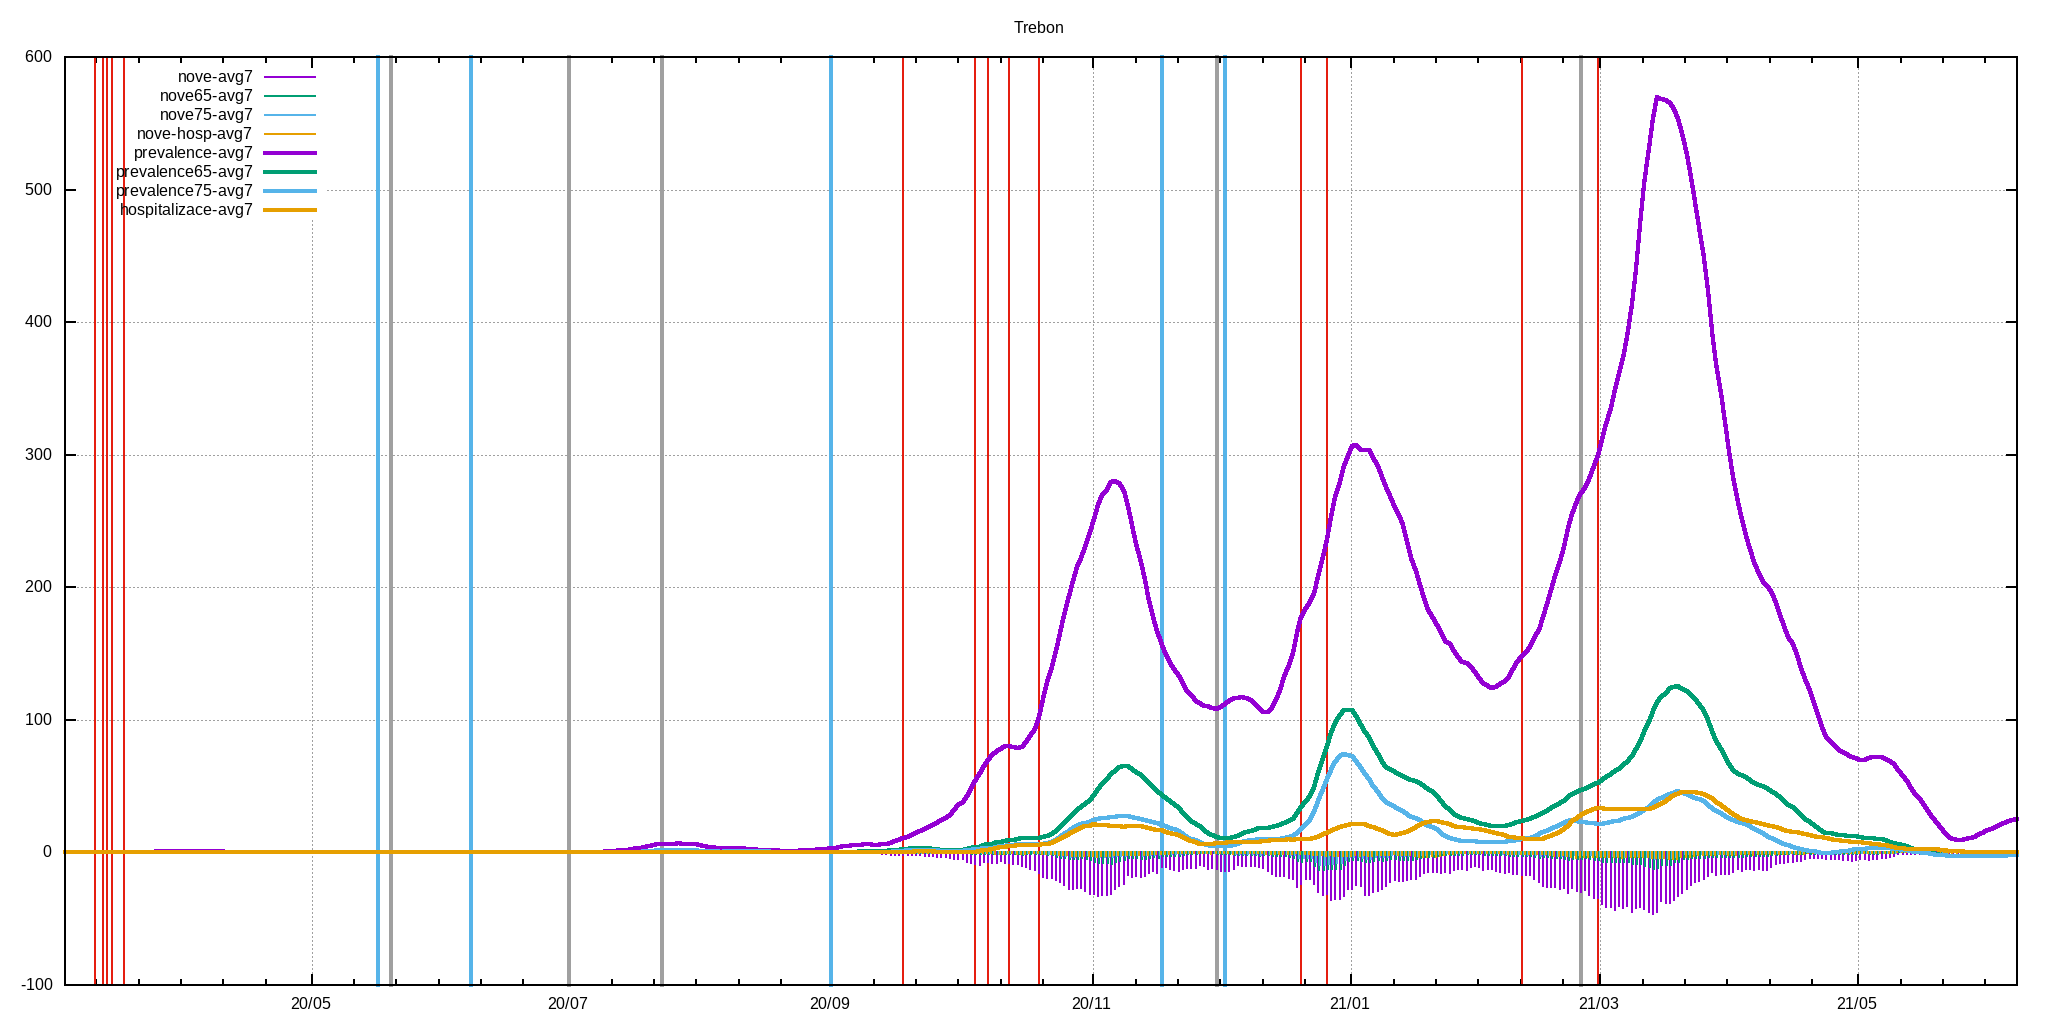 Trebon
600
500
400
300
200
100
0
-100
nove-avg7
nove65-avg7
nove75-avg7
nove-hosp-avg7
prevalence-avg7
prevalence65-avg7
prevalence75-avg7
hospitalizace-avg7
20/05 20/07 20/09 20/11 21/01 21/03 21/05